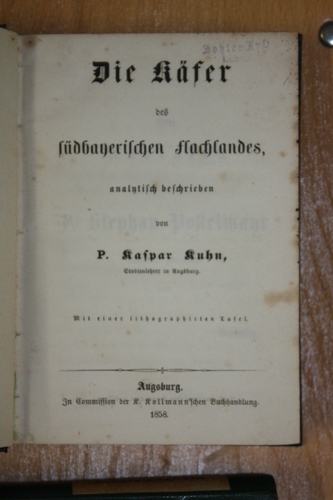 Die Käfer
des
südbayerischen Flachlandes,
analytisch beschrieben
von
P. Kaspar Kuhn,
Studienlehrer in Augsburg.
Mit einer lithographirten Tafel.
Augsburg.
In Commission der K. Kollmann'schen Buchhandlung.
1858.